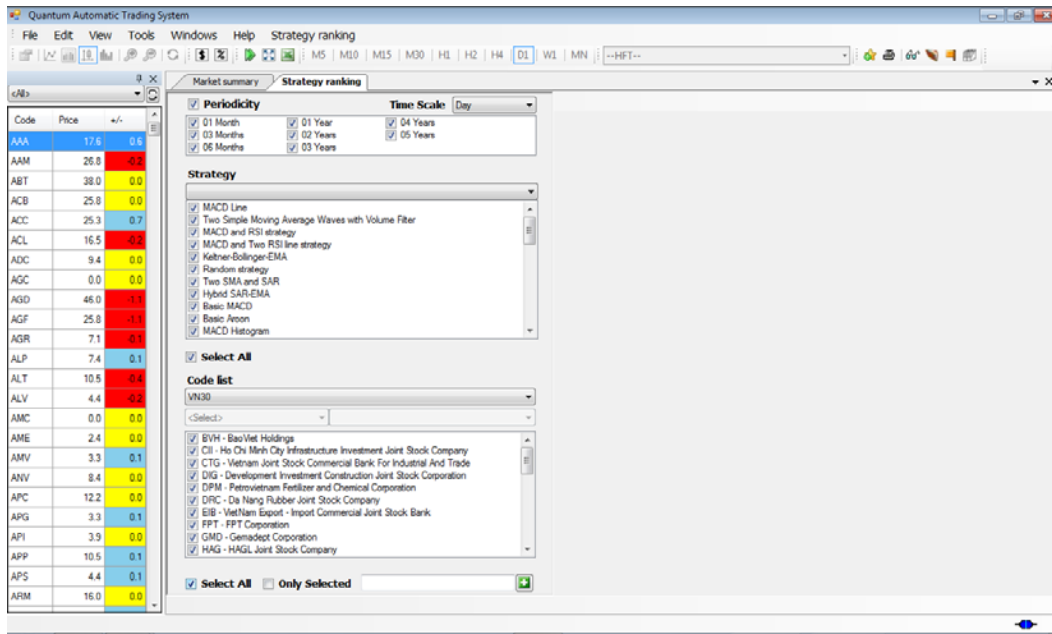 Quantum Automatic Trading System
File Edit View Tools Windows Help Strategy ranking
M5 M10 M15 M30 H1 H2 H4 D1 W1 MN --HFT--
<All>
Code Price +/-
AAA 17.6 0.6
AAM 26.8 -0.2
ABT 38.0 0.0
ACB 25.8 0.0
ACC 25.3 0.7
ACL 16.5 -0.2
ADC 9.4 0.0
AGC 0.0 0.0
AGD 46.0 -1.1
AGF 25.8 -1.1
AGR 7.1 -0.1
ALP 7.4 0.1
ALT 10.5 -0.4
ALV 4.4 -0.2
AMC 0.0 0.0
AME 2.4 0.0
AMV 3.3 0.1
ANV 8.4 0.0
APC 12.2 0.0
APG 3.3 0.1
API 3.9 0.0
APP 10.5 0.1
APS 4.4 0.1
ARM 16.0 0.0
Market summary Strategy ranking
Periodicity Time Scale Day
01 Month 01 Year 04 Years
03 Months 02 Years 05 Years
06 Months 03 Years
Strategy
MACD Line
Two Simple Moving Average Waves with Volume Filter
MACD and RSI strategy
MACD and Two RSI line strategy
Keltner-Bollinger-EMA
Random strategy
Two SMA and SAR
Hybrid SAR-EMA
Basic MACD
Basic Aroon
MACD Histogram
Select All
Code list
VN30
<Select>
BVH - BaoViet Holdings
CII - Ho Chi Minh City Infrastructure Investment Joint Stock Company
CTG - Vietnam Joint Stock Commercial Bank For Industrial And Trade
DIG - Development Investment Construction Joint Stock Corporation
DPM - Petrovietnam Fertilizer and Chemical Corporation
DRC - Da Nang Rubber Joint Stock Company
EIB - VietNam Export - Import Commercial Joint Stock Bank
FPT - FPT Corporation
GMD - Gemadept Corporation
HAG - HAGL Joint Stock Company
Select All Only Selected